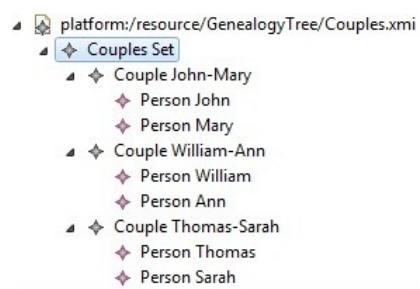 platform:/resource/GenealogyTree/Couples.xmi
Couples Set
Couple John-Mary
Person John
Person Mary
Couple William-Ann
Person William
Person Ann
Couple Thomas-Sarah
Person Thomas
Person Sarah